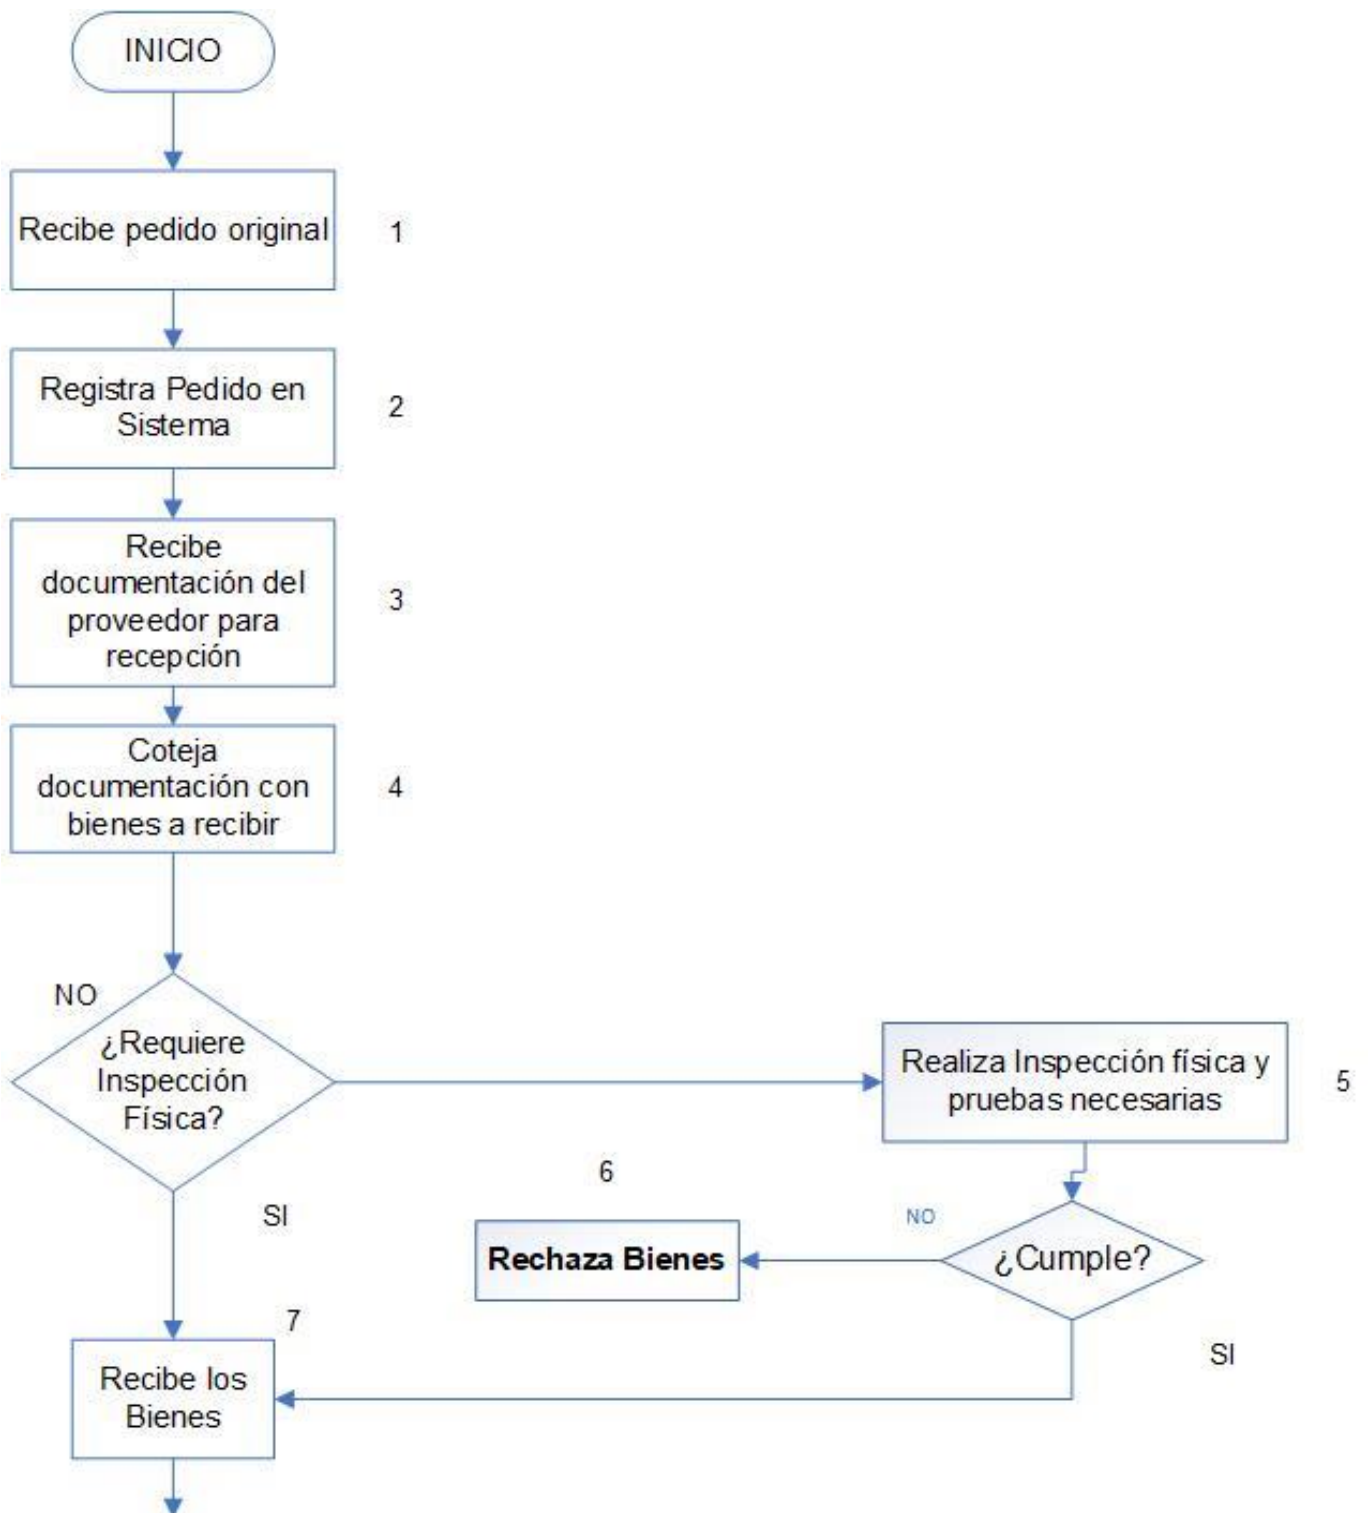 INICIO
Recibe pedido original
1
Registra Pedido en
Sistema
2
Recibe
documentación del
proveedor para
recepción
3
Coteja
documentación con
bienes a recibir
4
NO
¿Requiere
Inspección
Física?
Realiza Inspección física y
pruebas necesarias
5
6
SI
NO
Rechaza Bienes
¿Cumple?
7
SI
Recibe los
Bienes